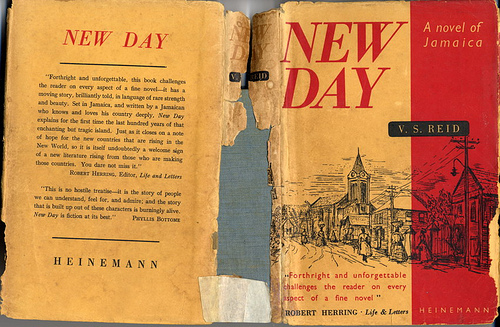 NEW DAY
"Forthright and unforgettable, this book challenges
the reader on every aspect of a fine novel—it has a
moving story, brilliantly told, in language of rare strength
and beauty. Set in Jamaica, and written by a Jamaican
who knows and loves his country deeply, New Day
explains for the first time the last hundred years of that
enchanting but tragic island. Just as it closes on a note
of hope for the new countries that are rising in the
New World, so it is itself undoubtedly a welcome sign
of a new literature rising from those who are making
those countries. You dare not miss it."
ROBERT HERRING, Editor, Life and Letters
"This is no hostile treatise—it is the story of people
we can understand, feel for, and admire; and the story
that is built up out of these characters is burningly alive.
New Day is fiction at its best." PHYLLIS BOTTOME
HEINEMANN
V.
EID
NEW
DAY
A novel of
Jamaica
V. S. REID
"Forthright and unforgettable
challenges the reader on every
aspect of a fine novel"
ROBERT HERRING · Life & Letters
HEINEMANN